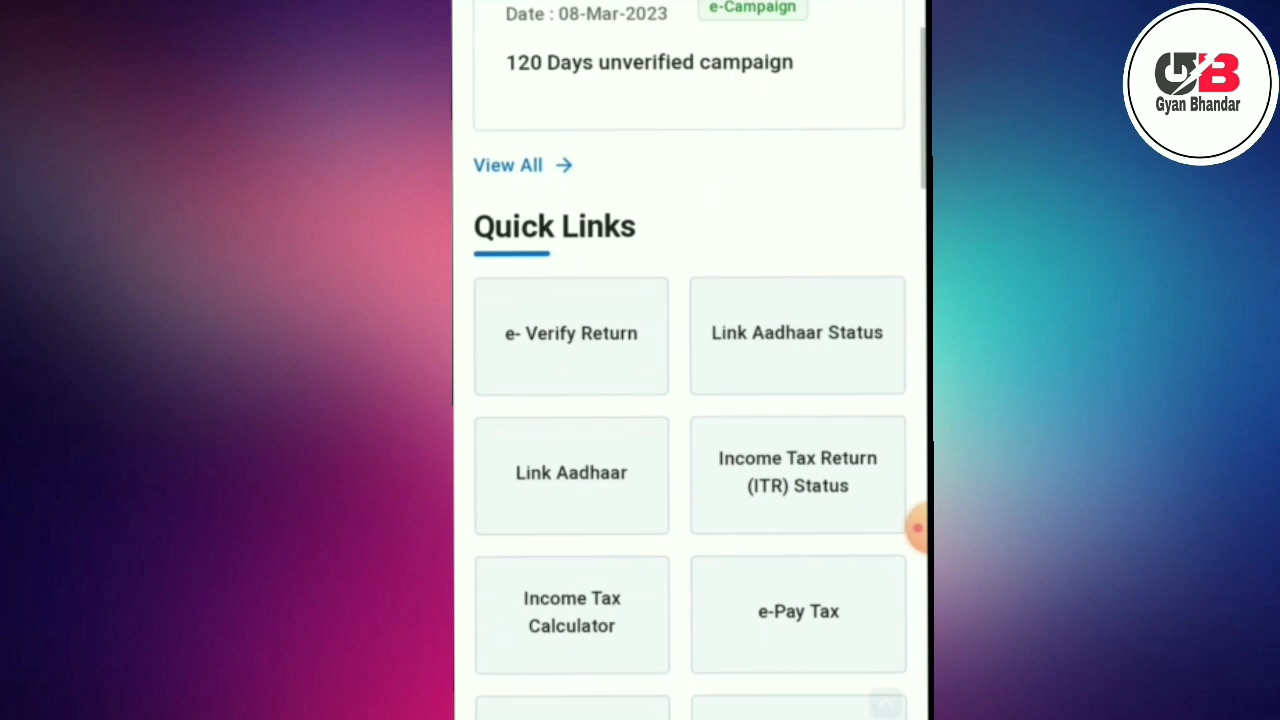 Date : 08-Mar-2023
e-Campaign
120 Days unverified campaign
View All
Quick Links
e- Verify Return
Link Aadhaar Status
Link Aadhaar
Income Tax Return
(ITR) Status
Income Tax
Calculator
e-Pay Tax
GB
Gyan Bhandar